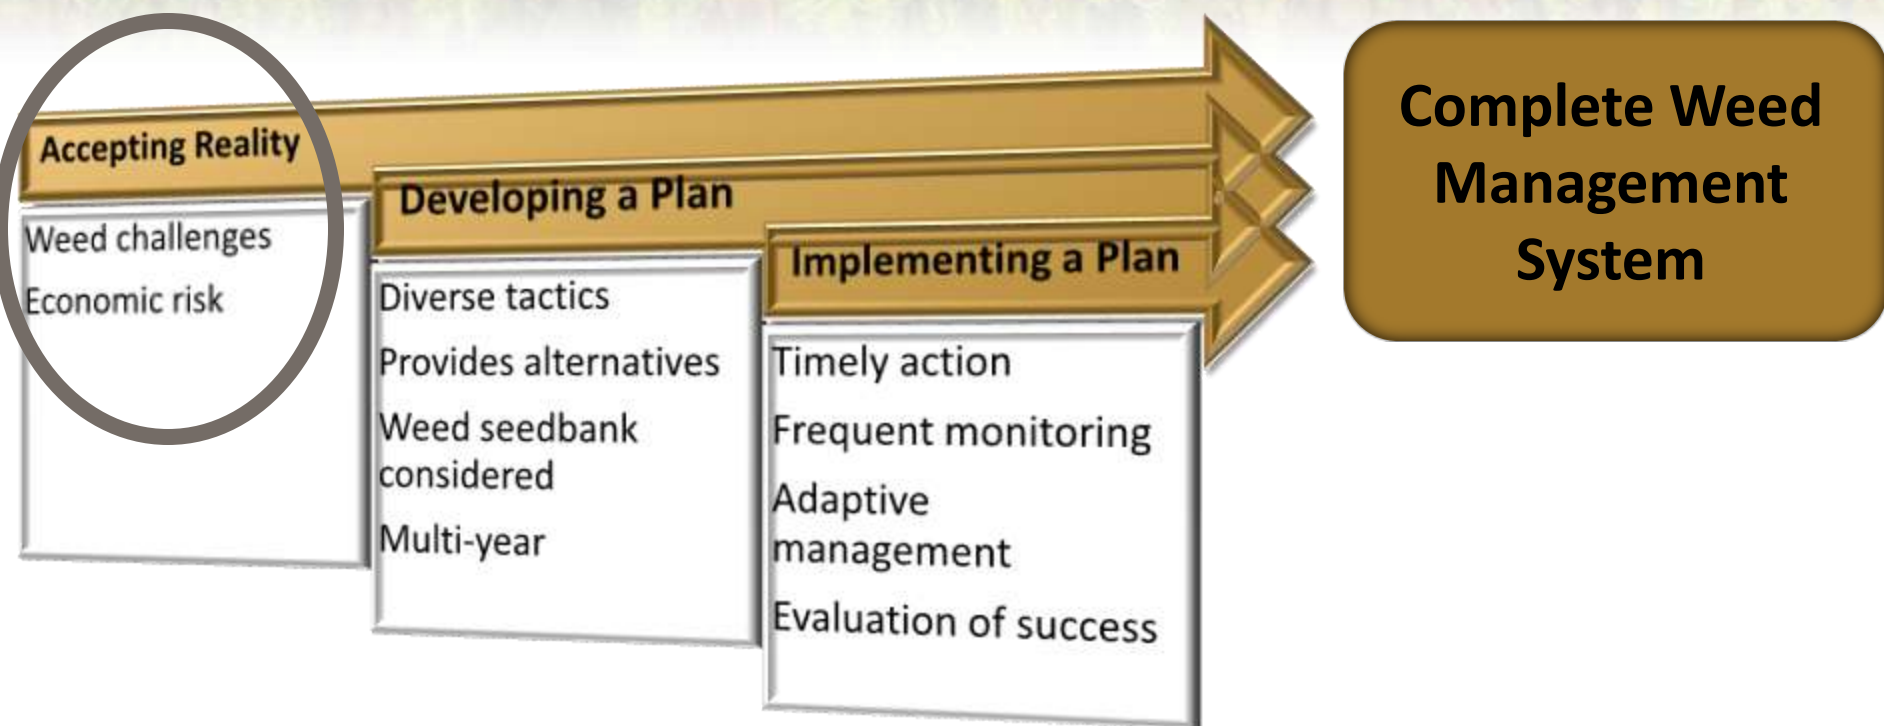 Accepting Reality
Weed challenges
Economic risk
Developing a Plan
Diverse tactics
Provides alternatives
Weed seedbank
considered
Multi-year
Implementing a Plan
Timely action
Frequent monitoring
Adaptive
management
Evaluation of success
Complete Weed
Management
System